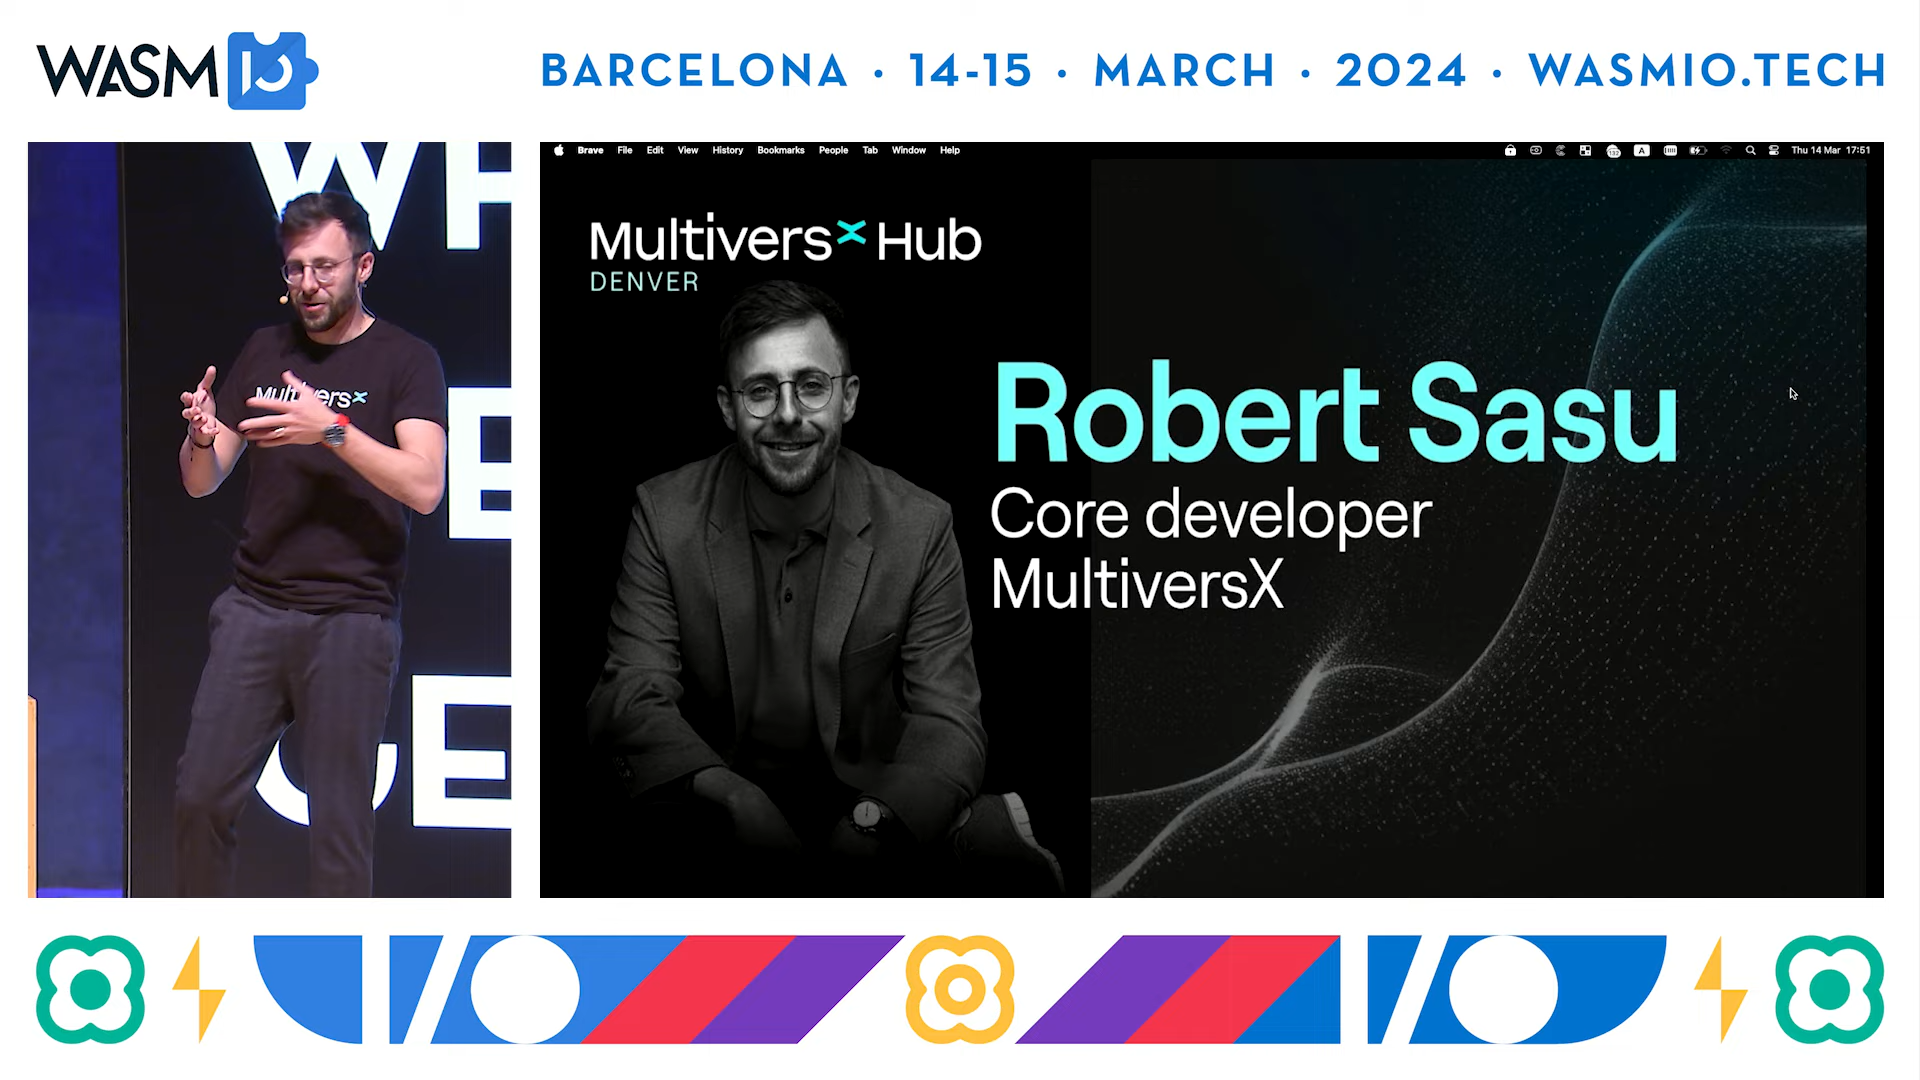 WASM IO
BARCELONA · 14-15 · MARCH · 2024 · WASMIO.TECH
Brave File Edit View History Bookmarks People Tab Window Help
A
Thu 14 Mar 17:51
MultiversX
MultiversX Hub
DENVER
Robert Sasu
Core developer
MultiversX